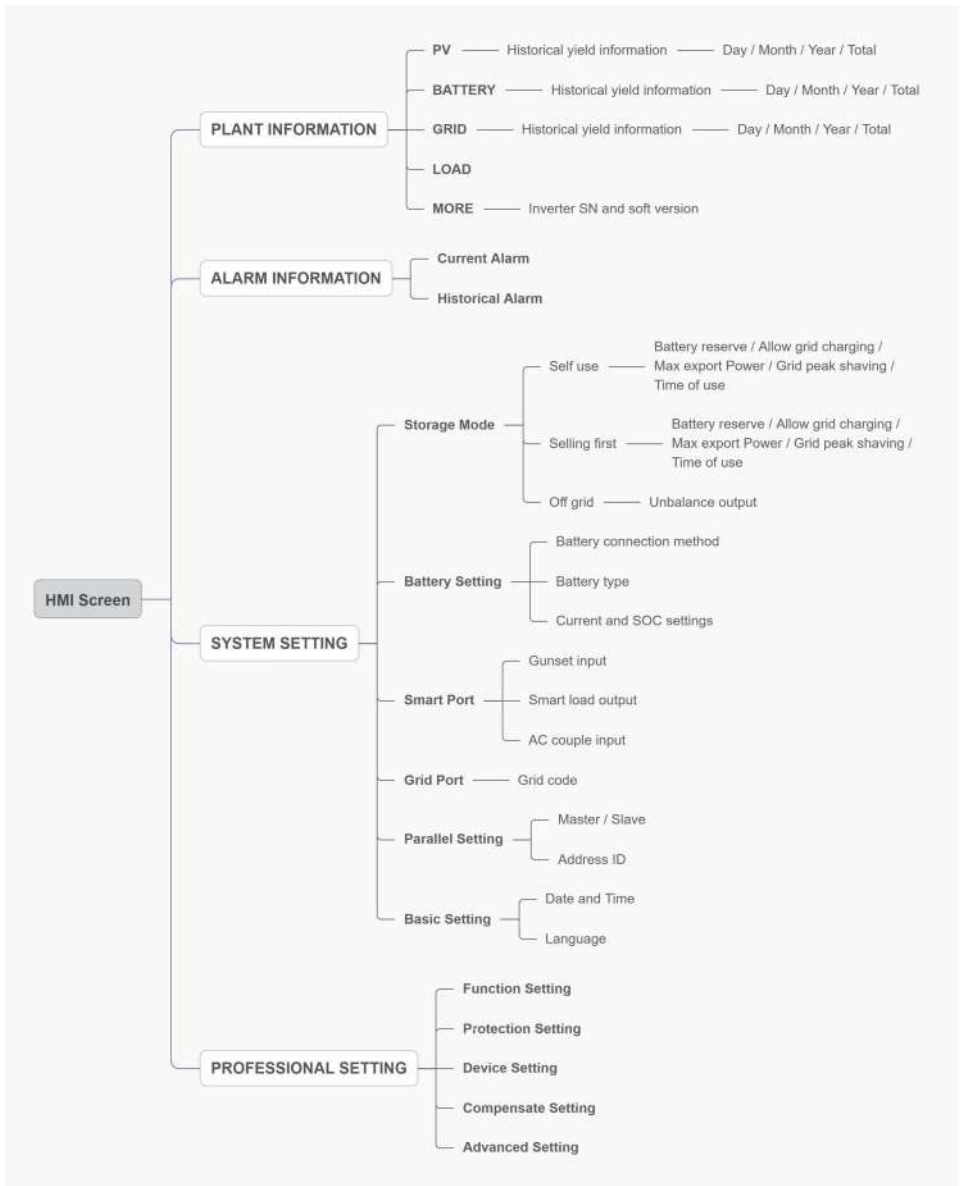 HMI Screen
PLANT INFORMATION
PV
Historical yield information
Day / Month / Year / Total
BATTERY
Historical yield information
Day / Month / Year / Total
GRID
Historical yield information
Day / Month / Year / Total
LOAD
MORE
Inverter SN and soft version
ALARM INFORMATION
Current Alarm
Historical Alarm
SYSTEM SETTING
Storage Mode
Self use
Battery reserve / Allow grid charging /
Max export Power / Grid peak shaving /
Time of use
Selling first
Battery reserve / Allow grid charging /
Max export Power / Grid peak shaving /
Time of use
Off grid
Unbalance output
Battery Setting
Battery connection method
Battery type
Current and SOC settings
Smart Port
Gunset input
Smart load output
AC couple input
Grid Port
Grid code
Parallel Setting
Master / Slave
Address ID
Basic Setting
Date and Time
Language
PROFESSIONAL SETTING
Function Setting
Protection Setting
Device Setting
Compensate Setting
Advanced Setting